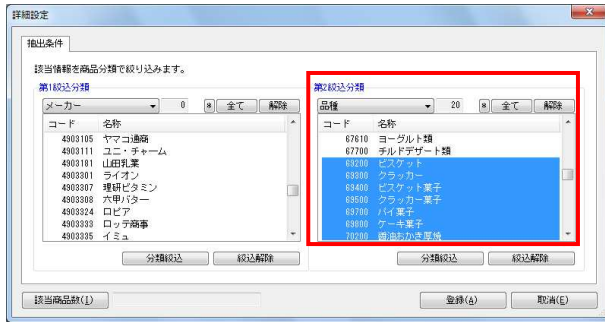 詳細設定
抽出条件
該当情報を商品分類で絞り込みます。
第1絞込分類
メーカー 0 * 全て 解除
コード 名称
4903105 ヤマコ通商
4903111 ユニ・チャーム
4903181 山田乳業
4903301 ライオン
4903307 理研ビタミン
4903308 六甲バター
4903324 ロピア
4903333 ロッテ商事
4903335 イミュ
分類絞込 絞込解除
第2絞込分類
品種 20 * 全て 解除
コード 名称
67610 ヨーグルト類
67700 チルドデザート類
69200 ビスケット
69300 クラッカー
69400 ビスケット菓子
69500 クラッカー菓子
69700 パイ菓子
69800 ケーキ菓子
70200 醤油おかき厚焼
分類絞込 絞込解除
該当商品数(I) 登録(A) 取消(E)